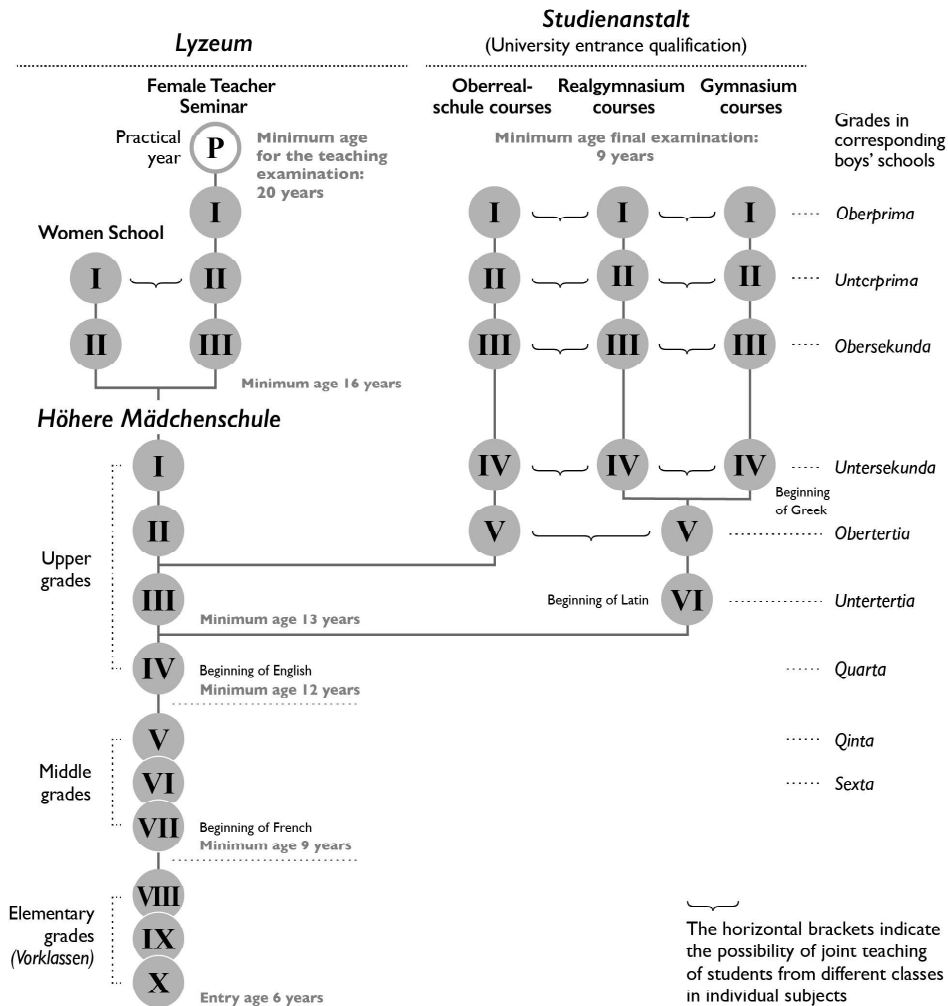 Lyzeum
Studienanstalt
(University entrance qualification)
Female Teacher
Seminar
Oberreal-
schule courses
Realgymnasium
courses
Gymnasium
courses
Grades in
corresponding
boys' schools
Practical
year
P
Minimum age
for the teaching
examination:
20 years
Minimum age final examination:
9 years
I
I
I
I
Oberprima
Women School
I
II
II
II
II
Unterprima
II
III
III
III
III
Obersekunda
Minimum age 16 years
Höhere Mädchenschule
I
IV
IV
IV
Untersekunda
Beginning
of Greek
II
V
V
Obertertia
Upper
grades
III
Minimum age 13 years
Beginning of Latin
VI
Untertertia
IV
Beginning of English
Minimum age 12 years
Quarta
V
Qinta
Middle
grades
VI
Sexta
VII
Beginning of French
Minimum age 9 years
VIII
Elementary
grades
(Vorklassen)
IX
X
Entry age 6 years
The horizontal brackets indicate
the possibility of joint teaching
of students from different classes
in individual subjects